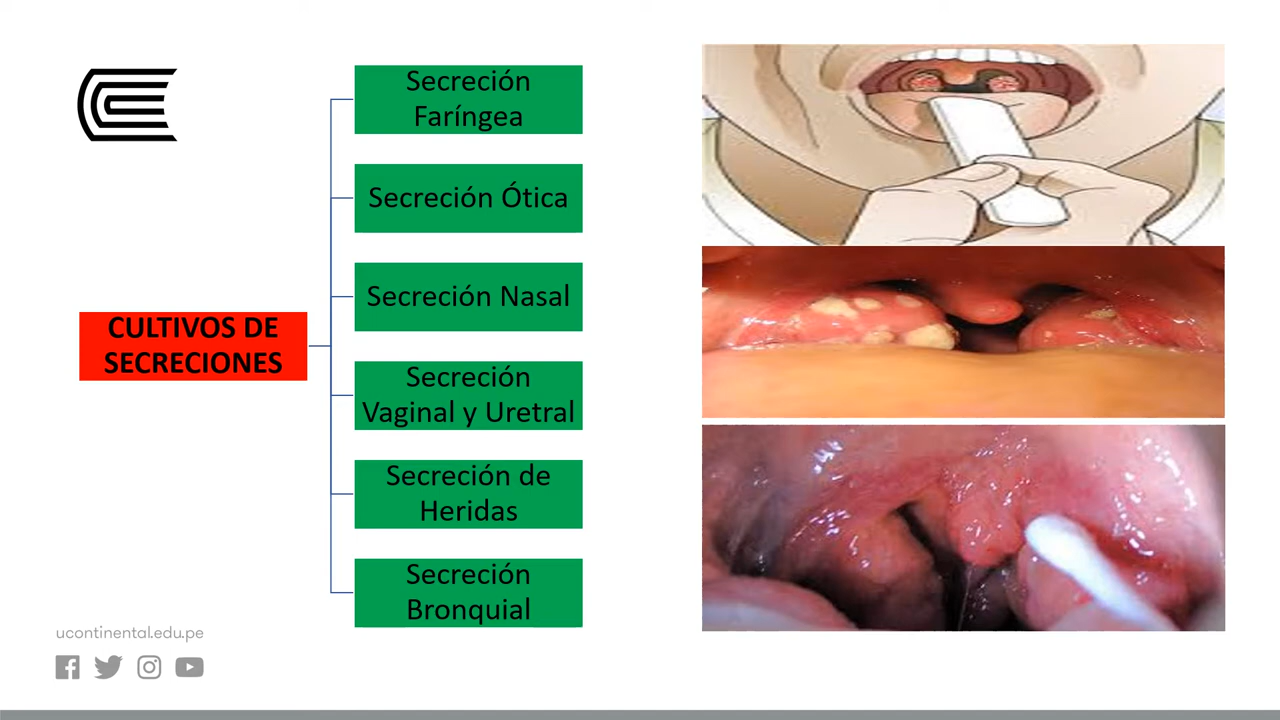 Secreción
Faríngea
Secreción Ótica
Secreción Nasal
CULTIVOS DE
SECRECIONES
Secreción
Vaginal y Uretral
Secreción de
Heridas
Secreción
Bronquial
ucontinental.edu.pe